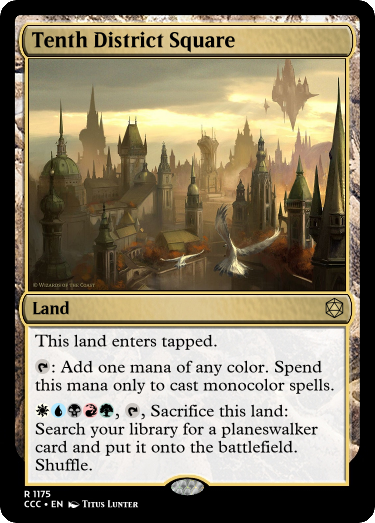 Tenth District Square
© Wizards of the Coast
Land
This land enters tapped.
: Add one mana of any color. Spend
this mana only to cast monocolor spells.
, , Sacrifice this land:
Search your library for a planeswalker
card and put it onto the battlefield.
Shuffle.
R 1175
CCC • EN Titus Lunter